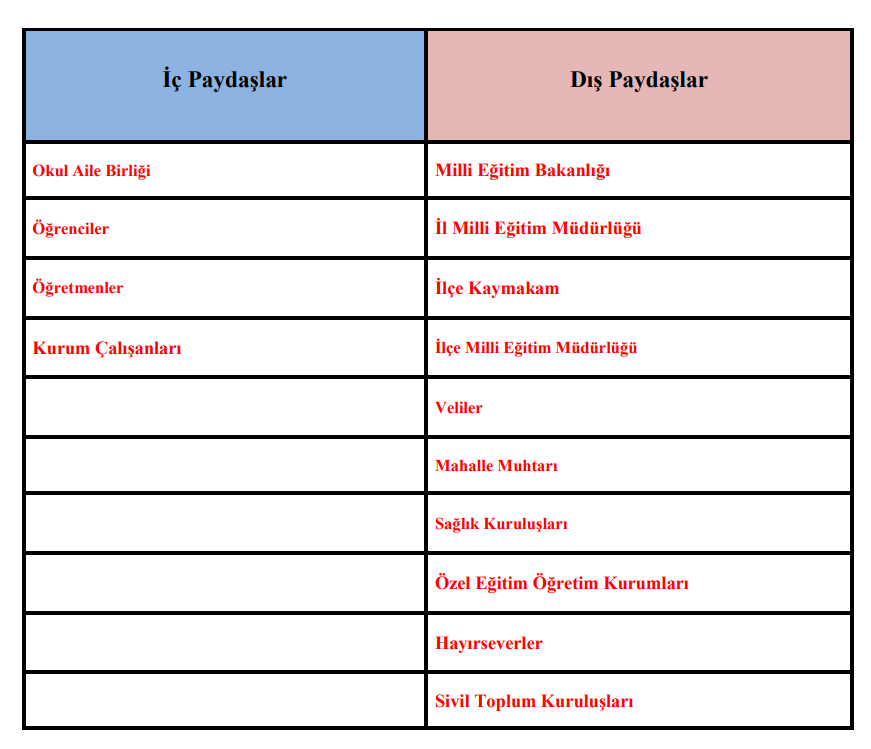 İç Paydaşlar
Dış Paydaşlar
Okul Aile Birliği
Milli Eğitim Bakanlığı
Öğrenciler
İl Milli Eğitim Müdürlüğü
Öğretmenler
İlçe Kaymakam
Kurum Çalışanları
İlçe Milli Eğitim Müdürlüğü
Veliler
Mahalle Muhtarı
Sağlık Kuruluşları
Özel Eğitim Öğretim Kurumları
Hayırseverler
Sivil Toplum Kuruluşları